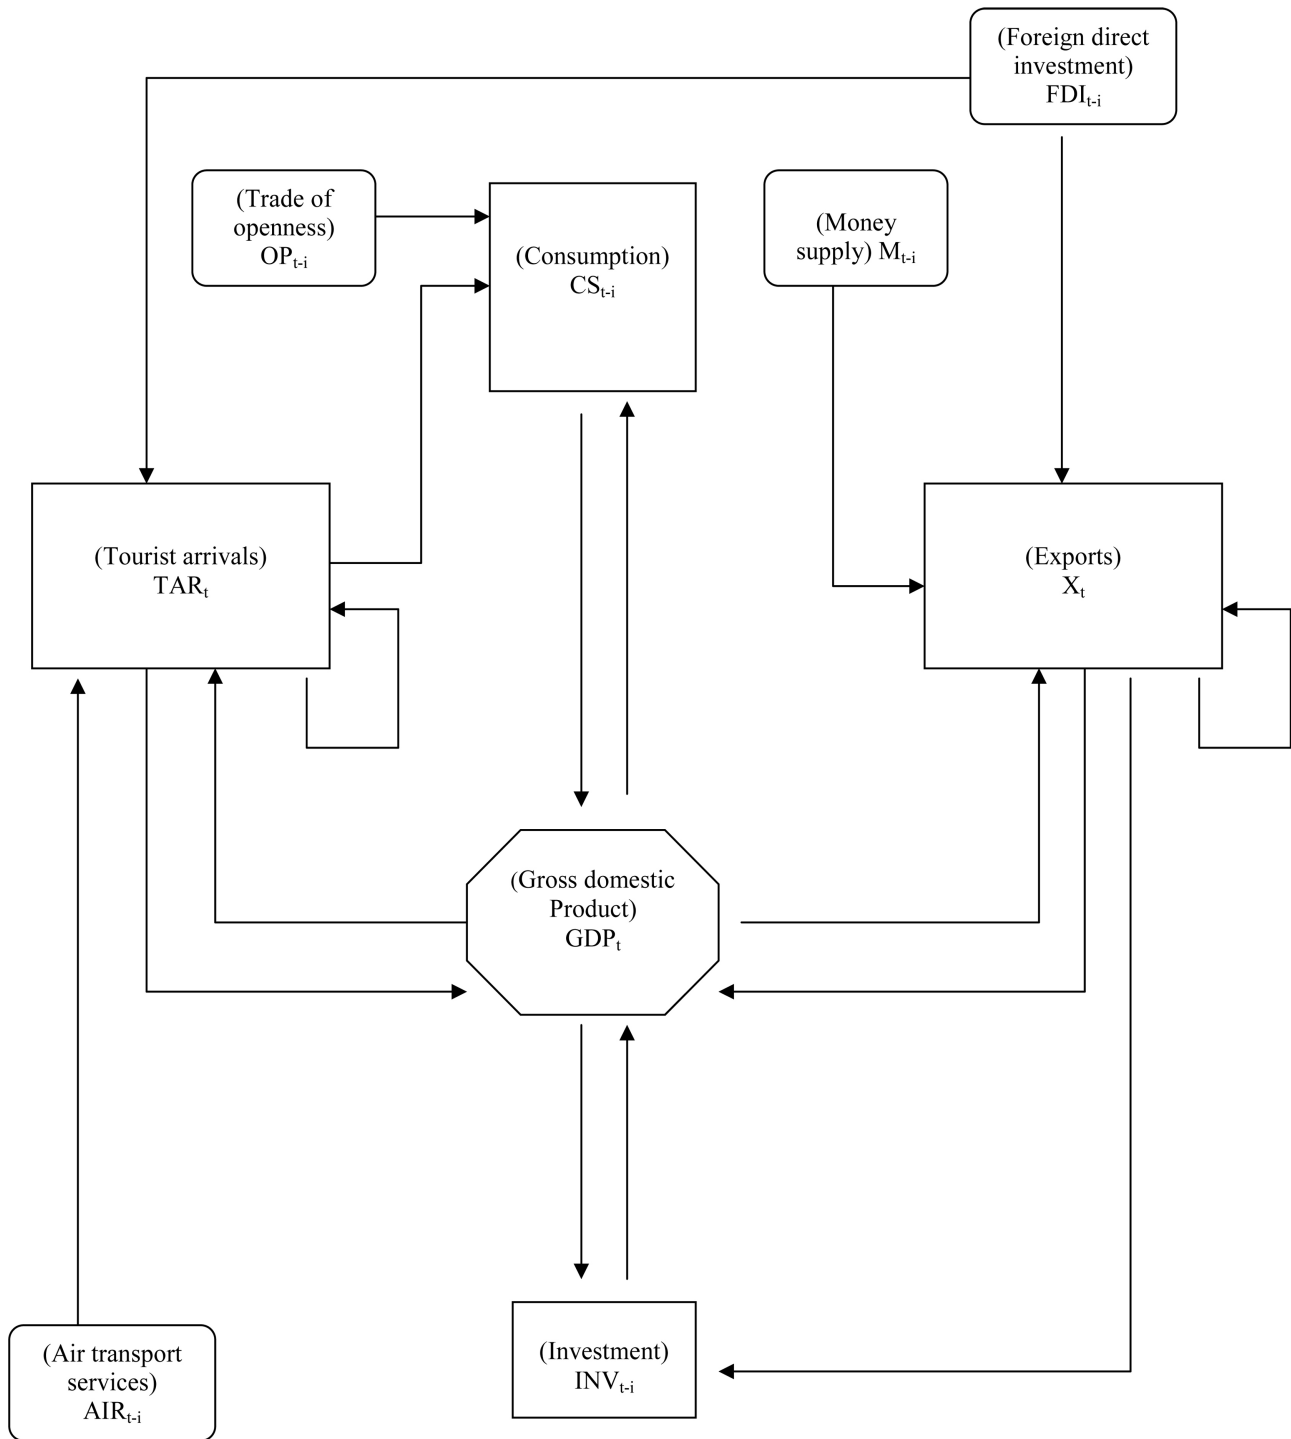 (Foreign direct
investment)
FDIt-i
(Trade of
openness)
OPt-i
(Consumption)
CSt-i
(Money
supply) Mt-i
(Tourist arrivals)
TARt
(Exports)
Xt
(Gross domestic
Product)
GDPt
(Investment)
INVt-i
(Air transport
services)
AIRt-i